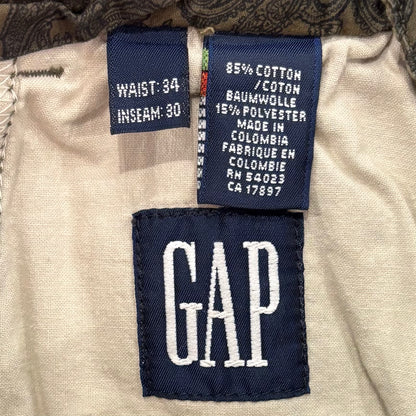 WAIST: 34
INSEAM: 30
85% COTTON
/COTON
BAUMWOLLE
15% POLYESTER
MADE IN
COLOMBIA
FABRIQUE EN
COLOMBIE
RN 54023
CA 17897
GAP